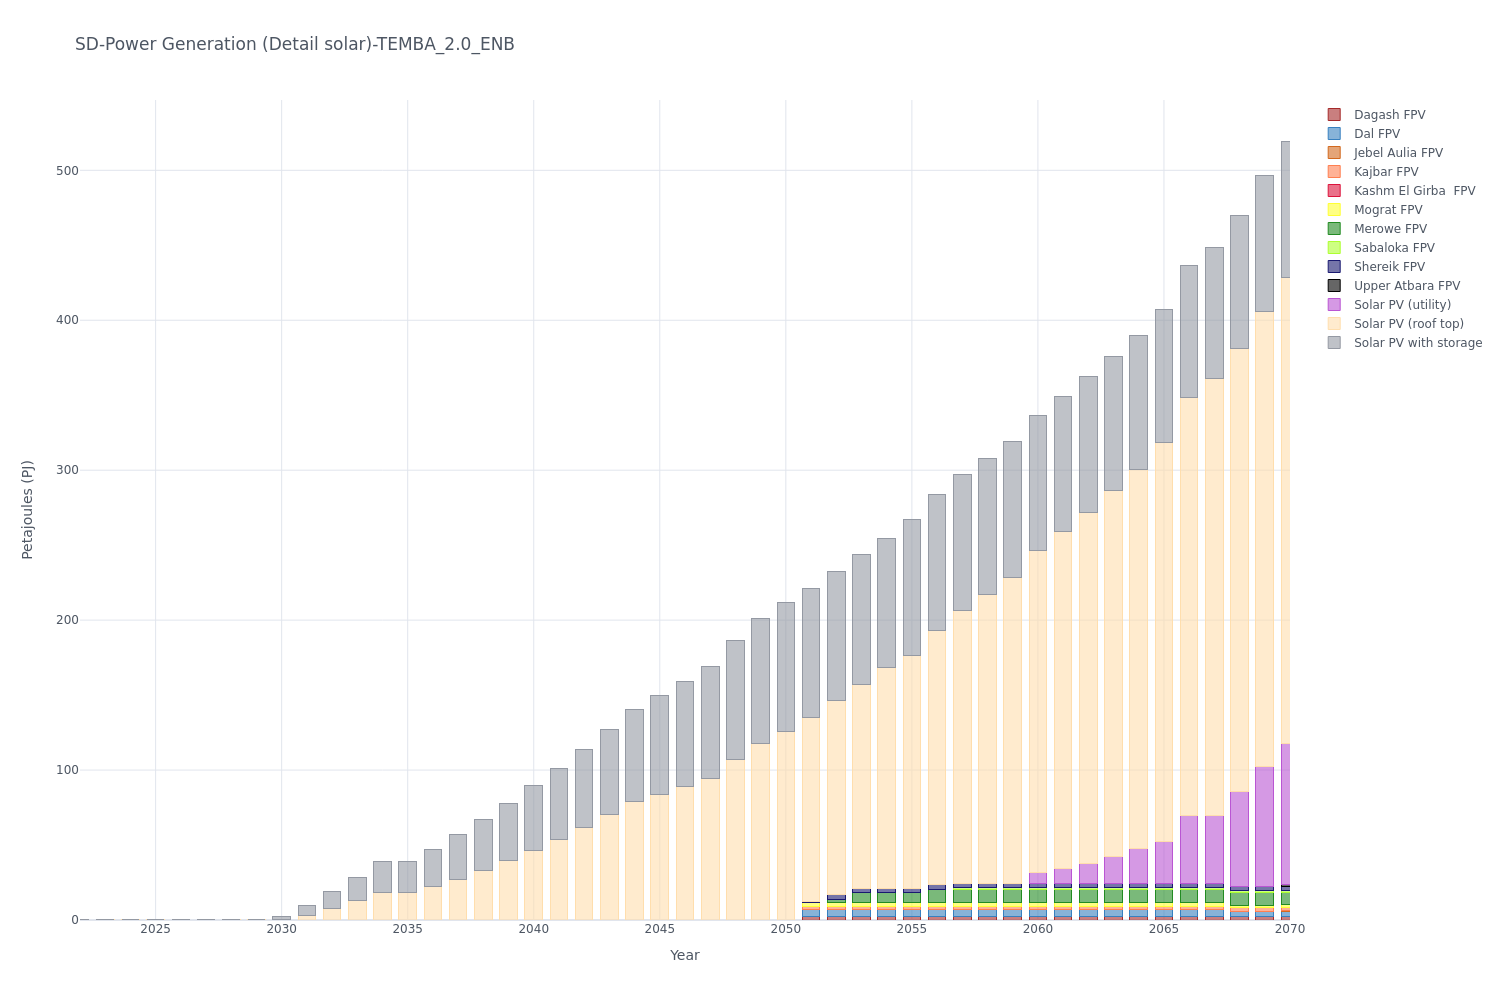 SD-Power Generation (Detail solar)-TEMBA_2.0_ENB
Petajoules (PJ)
500
400
300
200
100
0
2025
2030
2035
2040
2045
2050
2055
2060
2065
2070
Year
Dagash FPV
Dal FPV
Jebel Aulia FPV
Kajbar FPV
Kashm El Girba  FPV
Mograt FPV
Merowe FPV
Sabaloka FPV
Shereik FPV
Upper Atbara FPV
Solar PV (utility)
Solar PV (roof top)
Solar PV with storage